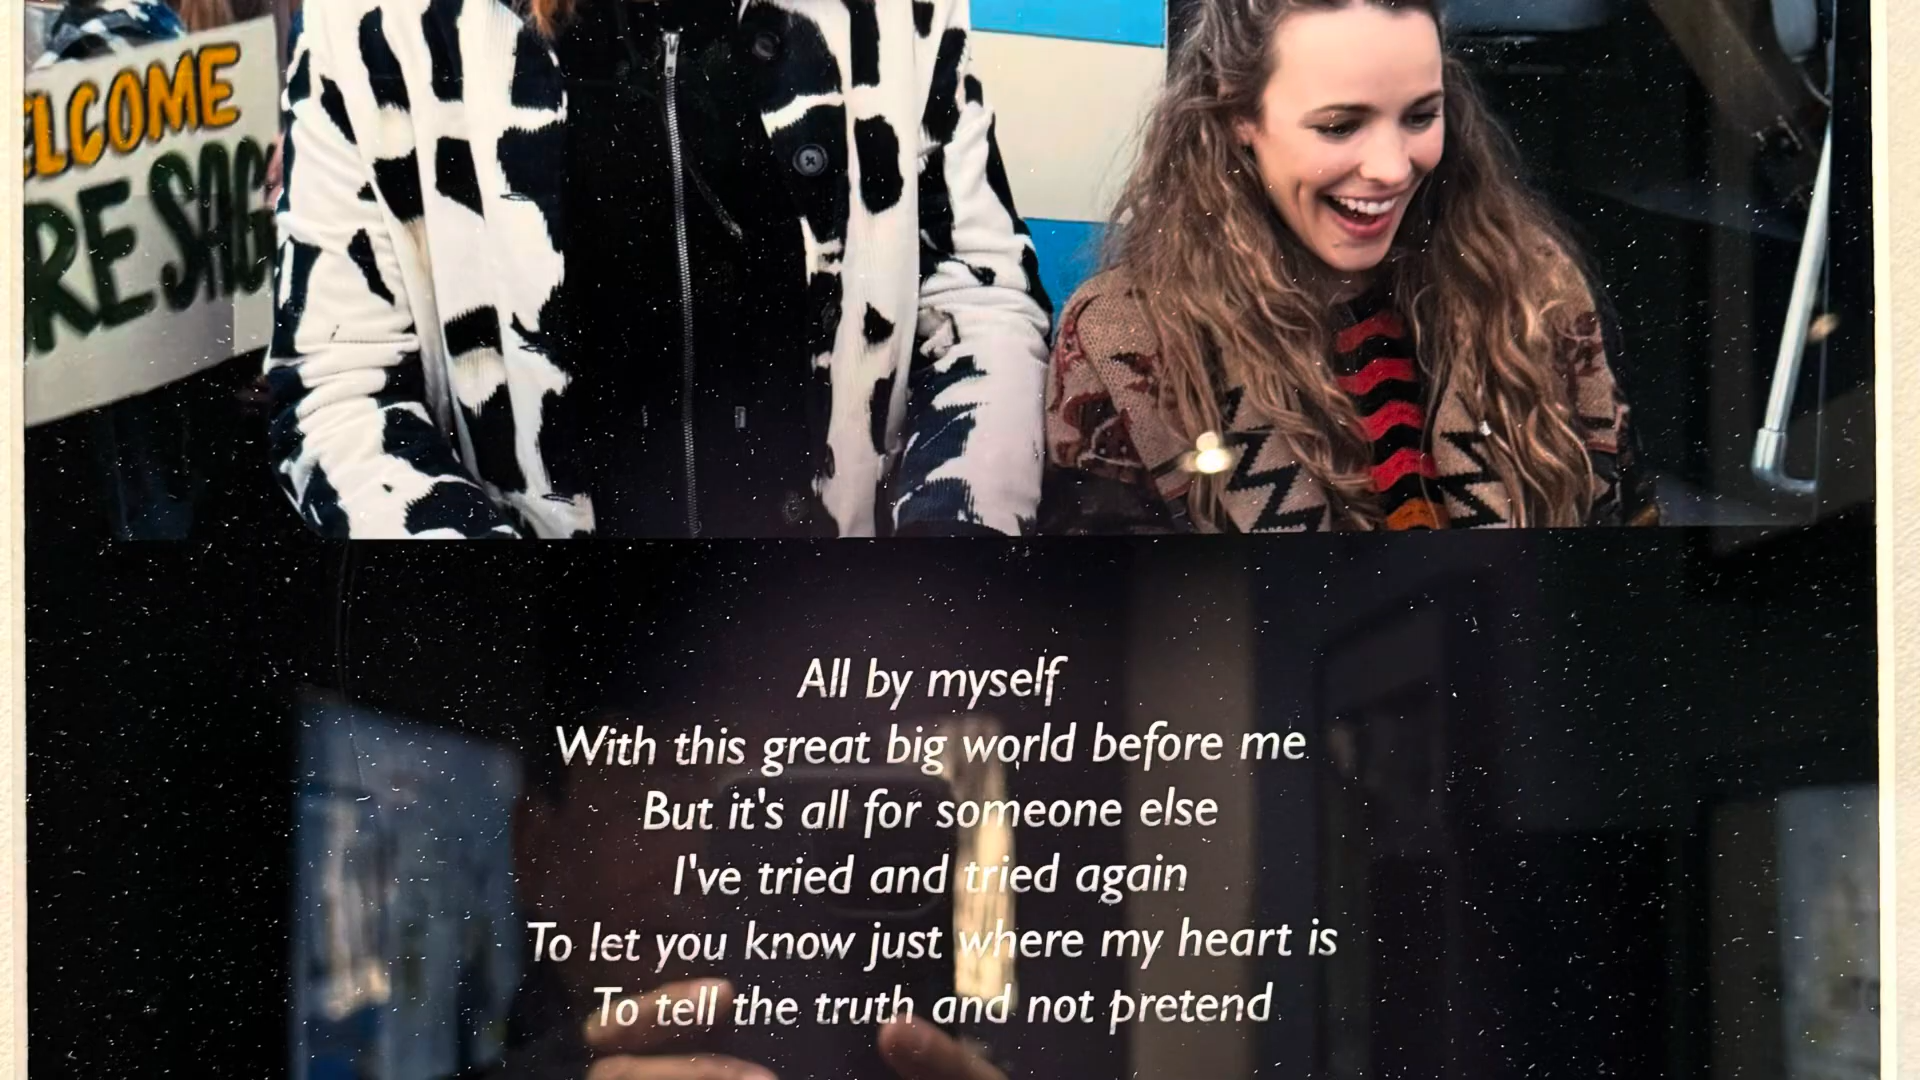 ELCOME
RE SAG
All by myself
With this great big world before me
But it's all for someone else
I've tried and tried again
To let you know just where my heart is
To tell the truth and not pretend